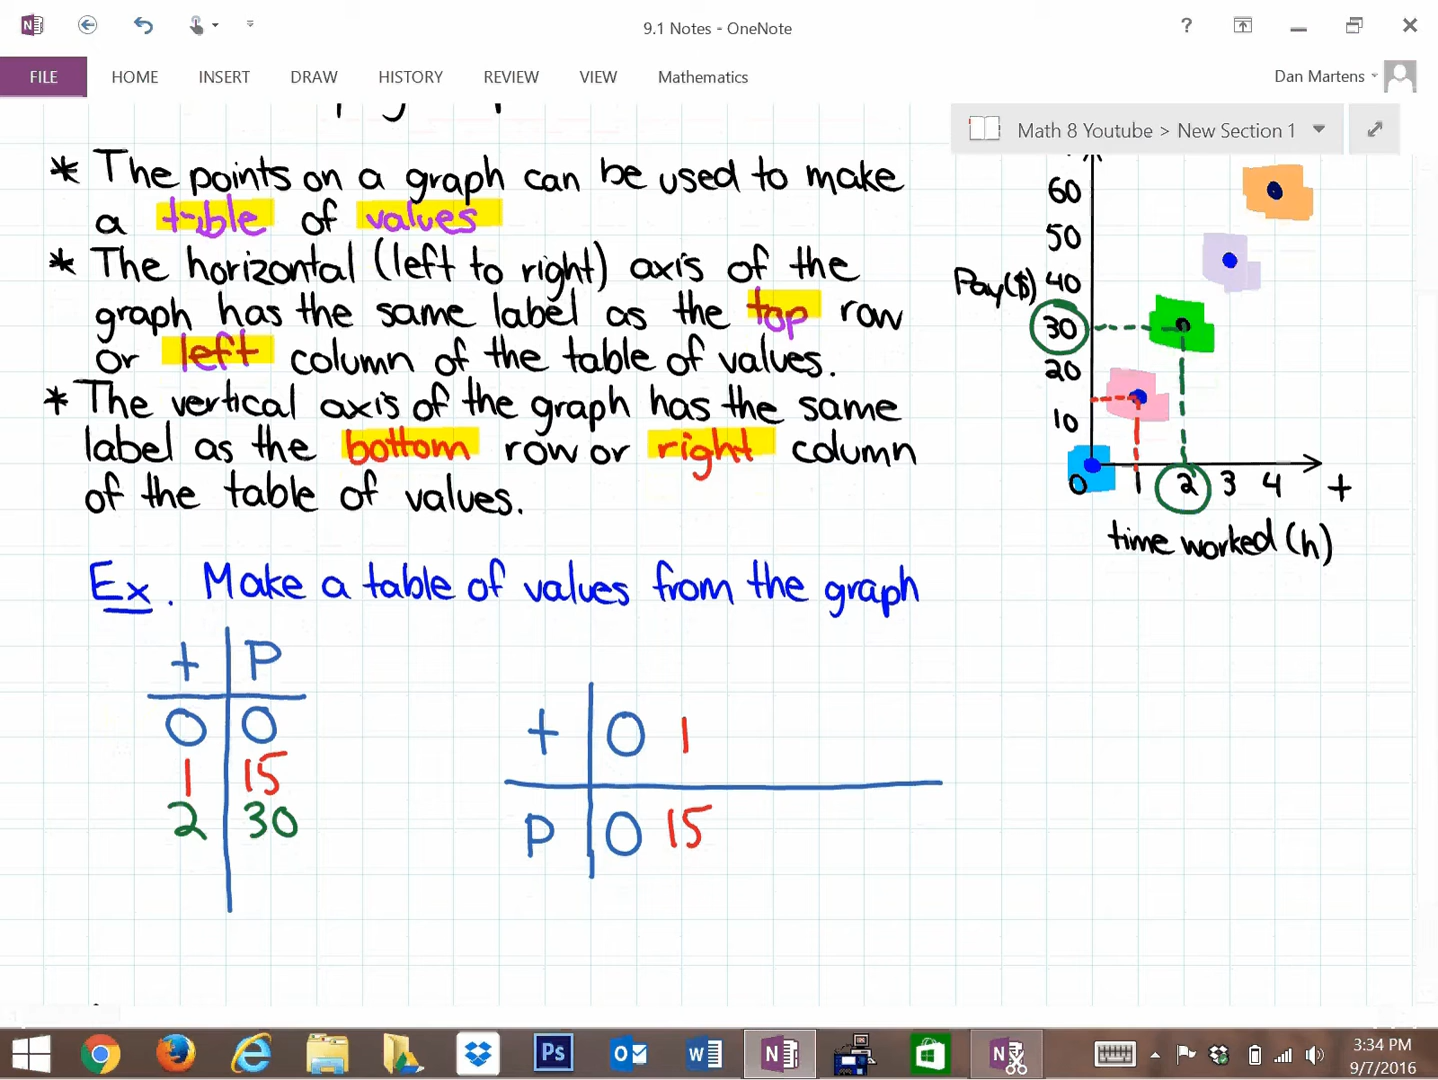 9.1 Notes - OneNote
?
FILE HOME INSERT DRAW HISTORY REVIEW VIEW Mathematics
Dan Martens
Math 8 Youtube > New Section 1
* The points on a graph can be used to make
a table of values
* The horizontal (left to right) axis of the
graph has the same label as the top row
or left column of the table of values.
* The vertical axis of the graph has the same
label as the bottom row or right column
of the table of values.
60
50
Pay($) 40
30
20
10
0 1 2 3 4 t
time worked (h)
Ex. Make a table of values from the graph
t P
0 0
1 15
2 30
t 0 1
P 0 15
Ps
3:34 PM
9/7/2016